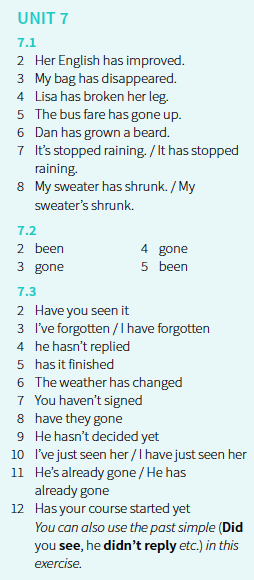 UNIT 7
7.1
2 Her English has improved.
3 My bag has disappeared.
4 Lisa has broken her leg.
5 The bus fare has gone up.
6 Dan has grown a beard.
7 It’s stopped raining. / It has stopped
raining.
8 My sweater has shrunk. / My
sweater’s shrunk.
7.2
2 been 4 gone
3 gone 5 been
7.3
2 Have you seen it
3 I’ve forgotten / I have forgotten
4 he hasn’t replied
5 has it finished
6 The weather has changed
7 You haven’t signed
8 have they gone
9 He hasn’t decided yet
10 I’ve just seen her / I have just seen her
11 He’s already gone / He has
already gone
12 Has your course started yet
You can also use the past simple (Did
you see, he didn’t reply etc.) in this
exercise.